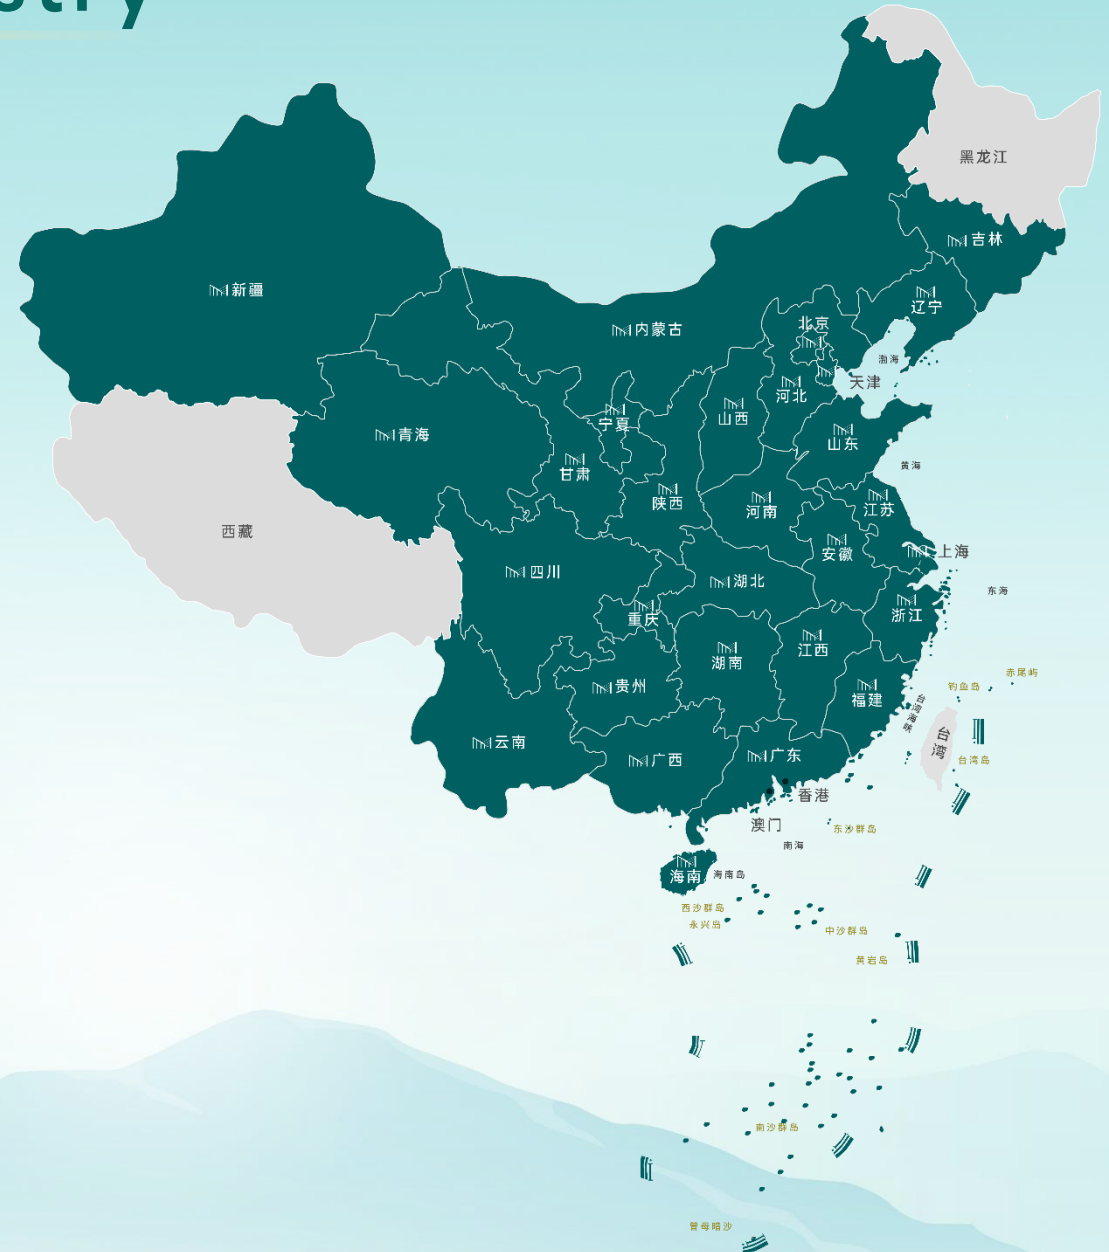 stry
黑龙江
吉林
新疆
辽宁
北京
内蒙古
渤海
天津
河北
宁夏
山西
青海
山东
甘肃
黄海
陕西
河南
江苏
西藏
安徽
上海
四川
湖北
东海
重庆
浙江
江西
湖南
赤尾屿
贵州
钓鱼岛
福建
台湾海峡
云南
台湾
广西
广东
台湾岛
香港
澳门
东沙群岛
南海
海南
海南岛
西沙群岛
永兴岛
中沙群岛
黄岩岛
南沙群岛
曾母暗沙